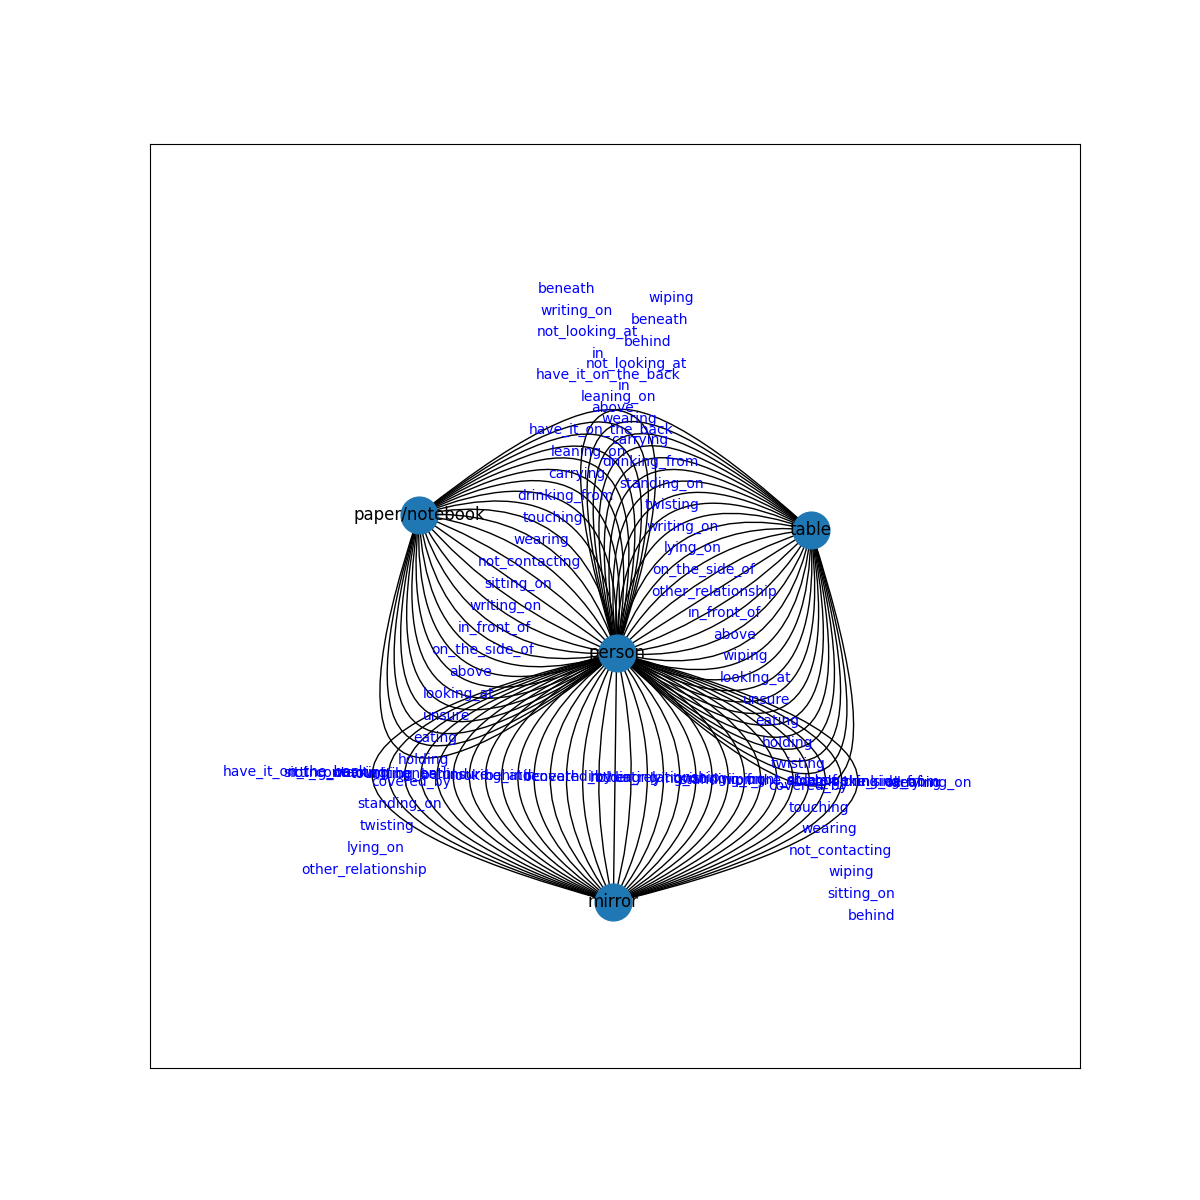 beneath
wiping
writing_on
beneath
not_looking_at
behind
in
not_looking_at
have_it_on_the_back
in
leaning_on
above
wearing
have_it_on_the_back
carrying
leaning_on
drinking_from
carrying
standing_on
drinking_from
twisting
paper/notebook
touching
writing_on
table
wearing
lying_on
not_contacting
on_the_side_of
sitting_on
other_relationship
writing_on
in_front_of
in_front_of
above
on_the_side_of
person
wiping
above
looking_at
looking_at
unsure
unsure
eating
eating
holding
holding
twisting
have_it_on_the_back
covered_by
covered_by
standing_on
touching
twisting
wearing
lying_on
not_contacting
other_relationship
wiping
sitting_on
mirror
behind